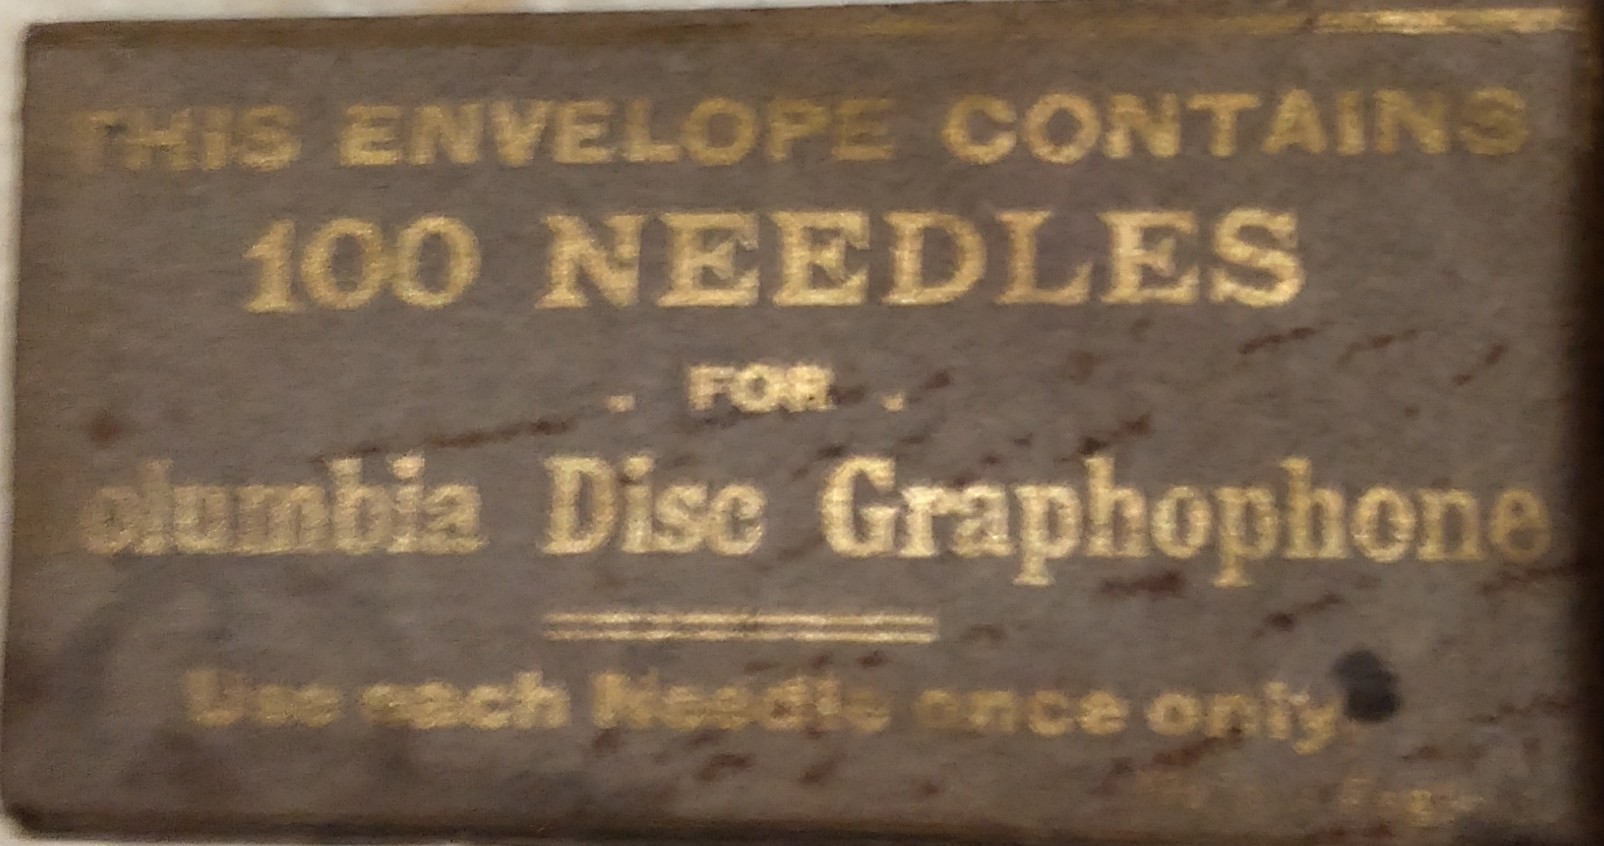 THIS ENVELOPE CONTAINS
100 NEEDLES
. FOR .
olumbia Disc Graphophone
Use each Needle once only.